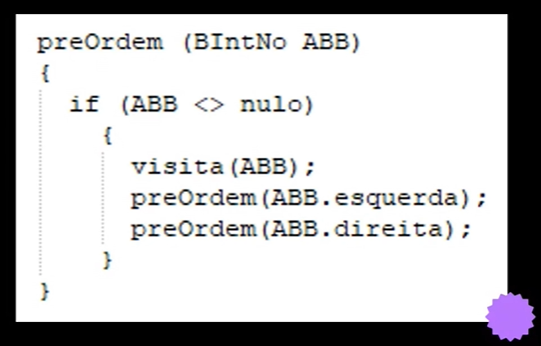 preOrdem (BIntNo ABB)
{
if (ABB <> nulo)
{
visita(ABB);
preOrdem(ABB.esquerda);
preOrdem(ABB.direita);
}
}